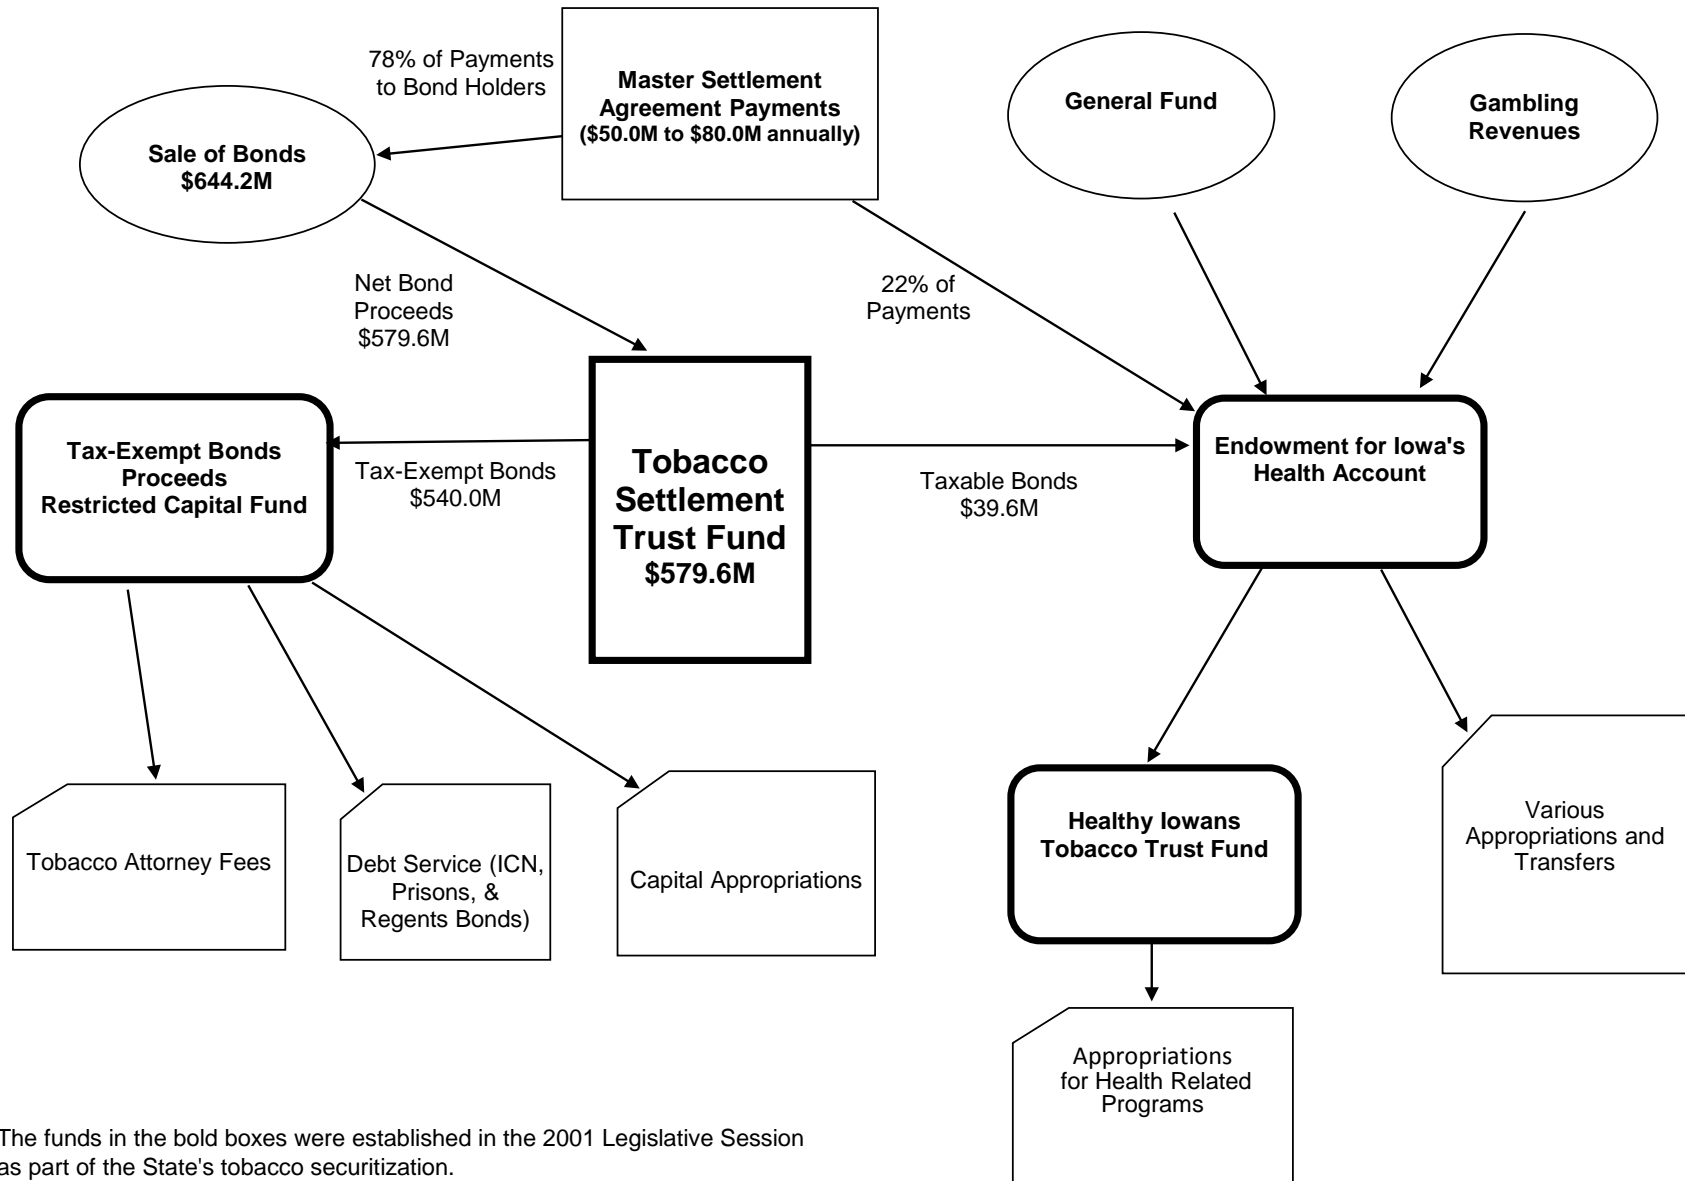 78% of Payments
to Bond Holders
Master Settlement
Agreement Payments
($50.0M to $80.0M annually)
General Fund
Gambling
Revenues
Sale of Bonds
$644.2M
Net Bond
Proceeds
$579.6M
22% of
Payments
Tax-Exempt Bonds
Proceeds
Restricted Capital Fund
Tax-Exempt Bonds
$540.0M
Tobacco
Settlement
Trust Fund
$579.6M
Taxable Bonds
$39.6M
Endowment for Iowa's
Health Account
Tobacco Attorney Fees
Debt Service (ICN,
Prisons, &
Regents Bonds)
Capital Appropriations
Healthy Iowans
Tobacco Trust Fund
Various
Appropriations and
Transfers
Appropriations
for Health Related
Programs
The funds in the bold boxes were established in the 2001 Legislative Session
as part of the State's tobacco securitization.